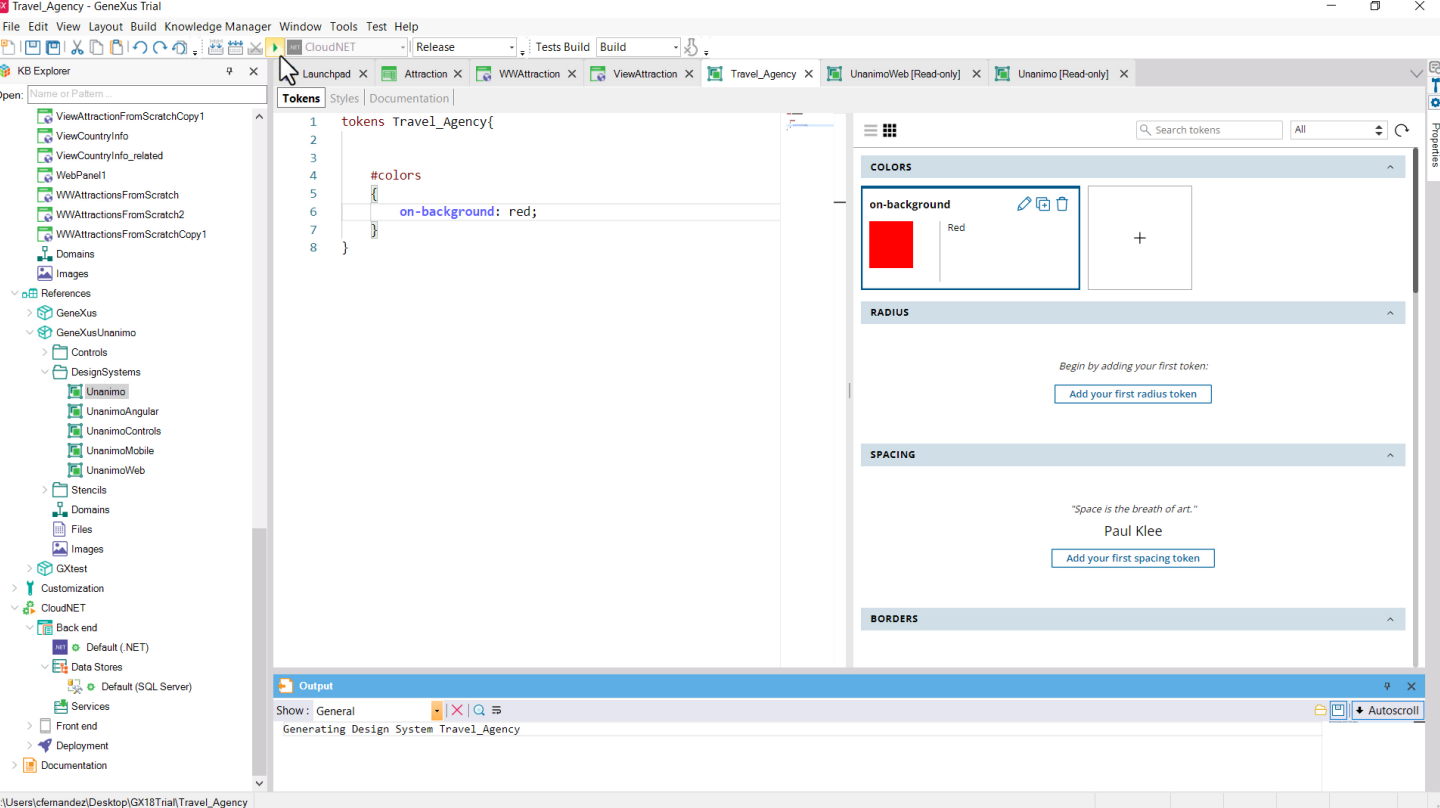 Travel_Agency - GeneXus Trial
File Edit View Layout Build Knowledge Manager Window Tools Test Help
.NET CloudNET Release Tests Build Build
KB Explorer
Open: Name or Pattern ...
ViewAttractionFromScratchCopy1
ViewCountryInfo
ViewCountryInfo_related
WebPanel1
WWAttractionsFromScratch
WWAttractionsFromScratch2
WWAttractionsFromScratchCopy1
Domains
Images
References
GeneXus
GeneXusUnanimo
Controls
DesignSystems
Unanimo
UnanimoAngular
UnanimoControls
UnanimoMobile
UnanimoWeb
Stencils
Domains
Files
Images
GXtest
Customization
CloudNET
Back end
.NET Default (.NET)
Data Stores
Default (SQL Server)
Services
Front end
Deployment
Documentation
Launchpad Attraction WWAttraction ViewAttraction Travel_Agency UnanimoWeb [Read-only] Unanimo [Read-only]
Tokens Styles Documentation
1 tokens Travel_Agency{
2
3
4 #colors
5 {
6 on-background: red;
7 }
8 }
Search tokens All
COLORS
on-background
Red
+
RADIUS
Begin by adding your first token:
Add your first radius token
SPACING
"Space is the breath of art."
Paul Klee
Add your first spacing token
BORDERS
Properties
Output
Show: General Autoscroll
Generating Design System Travel_Agency
:\Users\cfernandez\Desktop\GX18Trial\Travel_Agency